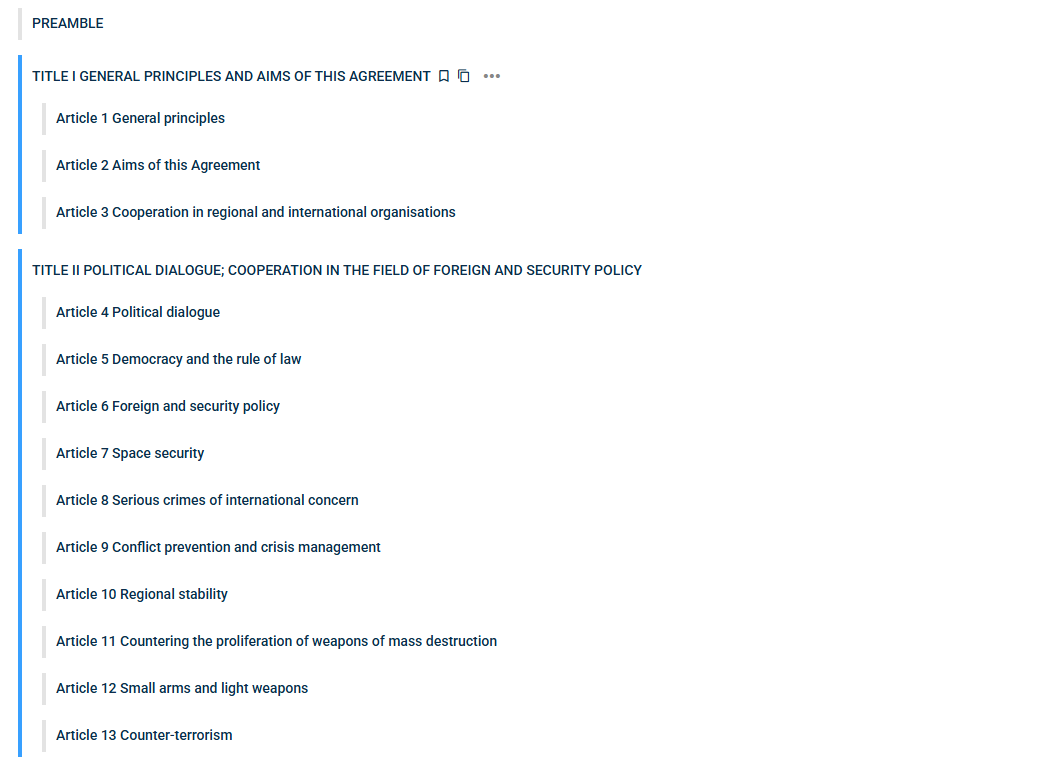 PREAMBLE
TITLE I GENERAL PRINCIPLES AND AIMS OF THIS AGREEMENT
Article 1 General principles
Article 2 Aims of this Agreement
Article 3 Cooperation in regional and international organisations
TITLE II POLITICAL DIALOGUE; COOPERATION IN THE FIELD OF FOREIGN AND SECURITY POLICY
Article 4 Political dialogue
Article 5 Democracy and the rule of law
Article 6 Foreign and security policy
Article 7 Space security
Article 8 Serious crimes of international concern
Article 9 Conflict prevention and crisis management
Article 10 Regional stability
Article 11 Countering the proliferation of weapons of mass destruction
Article 12 Small arms and light weapons
Article 13 Counter-terrorism